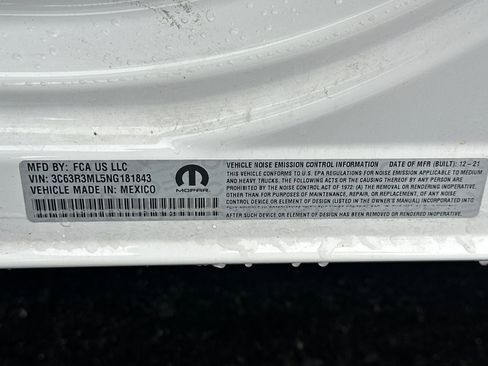 MFD BY: FCA US LLC
VIN: 3C63R3ML5NG181843
VEHICLE MADE IN: MEXICO
MOPAR
VEHICLE NOISE EMISSION CONTROL INFORMATION DATE OF MFR (BUILT): 12-21
THIS VEHICLE CONFORMS TO U.S. EPA REGULATIONS FOR NOISE EMISSION APPLICABLE TO MEDIUM
AND HEAVY TRUCKS. THE FOLLOWING ACTS OR THE CAUSING THEREOF BY ANY PERSON ARE
PROHIBITED BY THE NOISE CONTROL ACT OF 1972: (A) THE REMOVAL OR RENDERING INOPERATIVE,
OTHER THAN FOR PURPOSES OF MAINTENANCE, REPAIR, OR REPLACEMENT, OF ANY NOISE
CONTROL DEVICE OR ELEMENT OF DESIGN (LISTED IN THE OWNER'S MANUAL) INCORPORATED INTO
AFTER SUCH DEVICE OR ELEMENT OF DESIGN HAS BEEN REMOVED OR RENDERED INOPERATIVE.